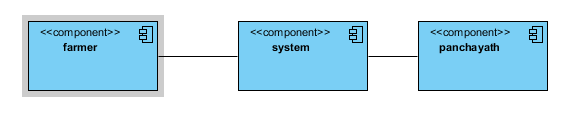 <<component>>
farmer
<<component>>
system
<<component>>
panchayath